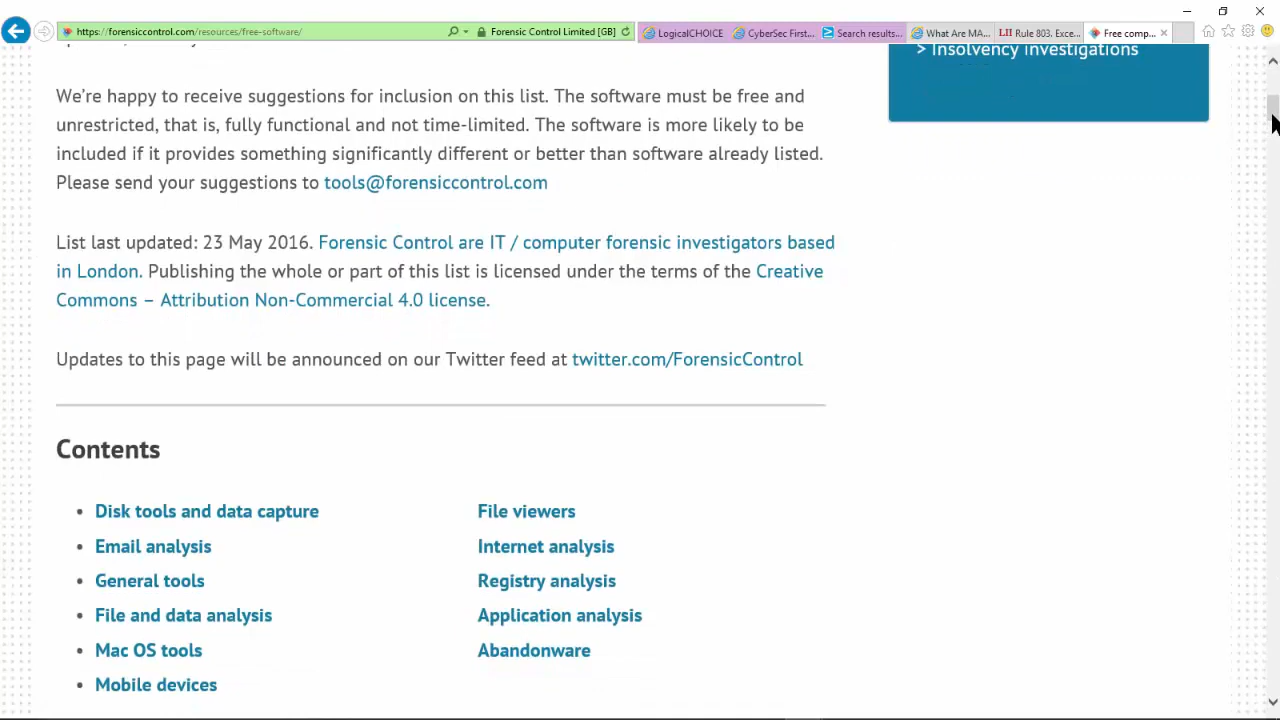 https://forensiccontrol.com/resources/free-software/
Forensic Control Limited [GB]
LogicalCHOICE
CyberSec First...
Search results...
What Are MA...
LII Rule 803. Exce...
Free comp...
> Insolvency investigations
We're happy to receive suggestions for inclusion on this list. The software must be free and
unrestricted, that is, fully functional and not time-limited. The software is more likely to be
included if it provides something significantly different or better than software already listed.
Please send your suggestions to tools@forensiccontrol.com
List last updated: 23 May 2016. Forensic Control are IT / computer forensic investigators based
in London. Publishing the whole or part of this list is licensed under the terms of the Creative
Commons – Attribution Non-Commercial 4.0 license.
Updates to this page will be announced on our Twitter feed at twitter.com/ForensicControl
Contents
• Disk tools and data capture
File viewers
• Email analysis
Internet analysis
• General tools
Registry analysis
• File and data analysis
Application analysis
• Mac OS tools
Abandonware
• Mobile devices